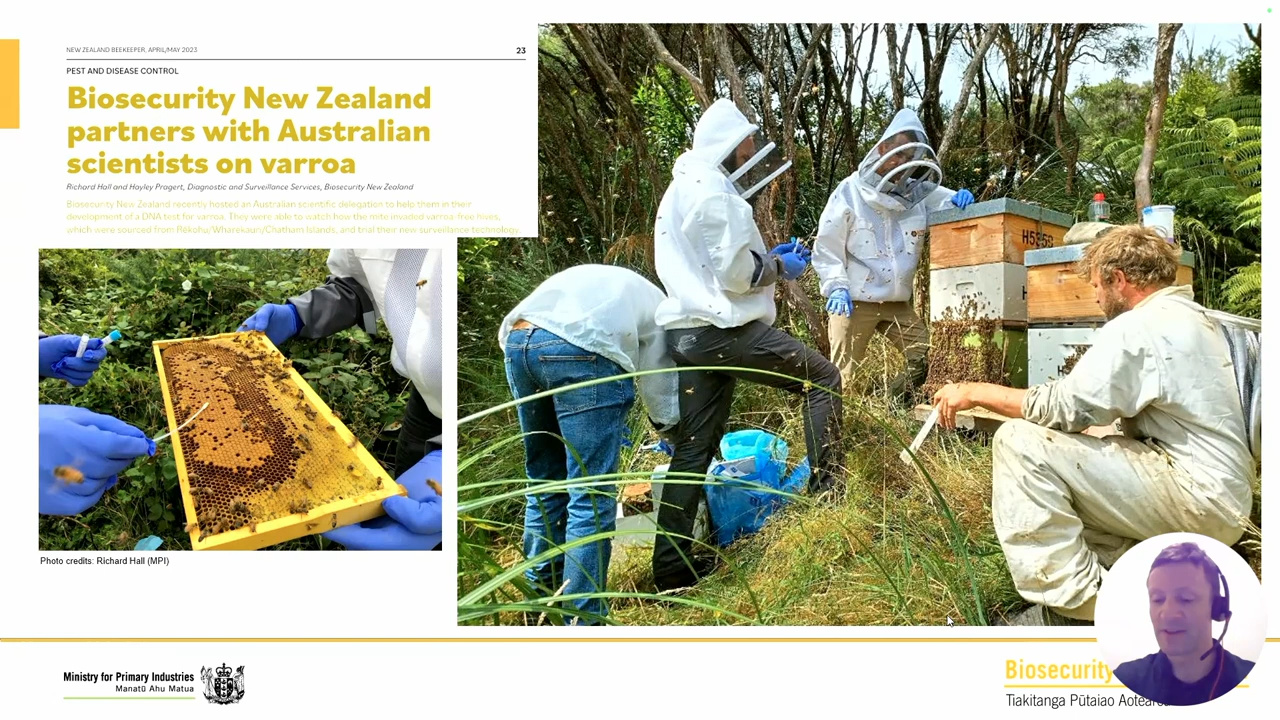 NEW ZEALAND BEEKEEPER, APRIL/MAY 2023
23
PEST AND DISEASE CONTROL
Biosecurity New Zealand
partners with Australian
scientists on varroa
Richard Hall and Hayley Pragert, Diagnostic and Surveillance Services, Biosecurity New Zealand
Biosecurity New Zealand recently hosted an Australian scientific delegation to help them in their
development of a DNA test for varroa. They were able to watch how the mite invaded varroa-free hives,
which were sourced from Rēkohu/Wharekauri/Chatham Islands, and trial their new surveillance technology.
Photo credits: Richard Hall (MPI)
Ministry for Primary Industries
Manatū Ahu Matua
Biosecurity
Tiakitanga Pūtaiao